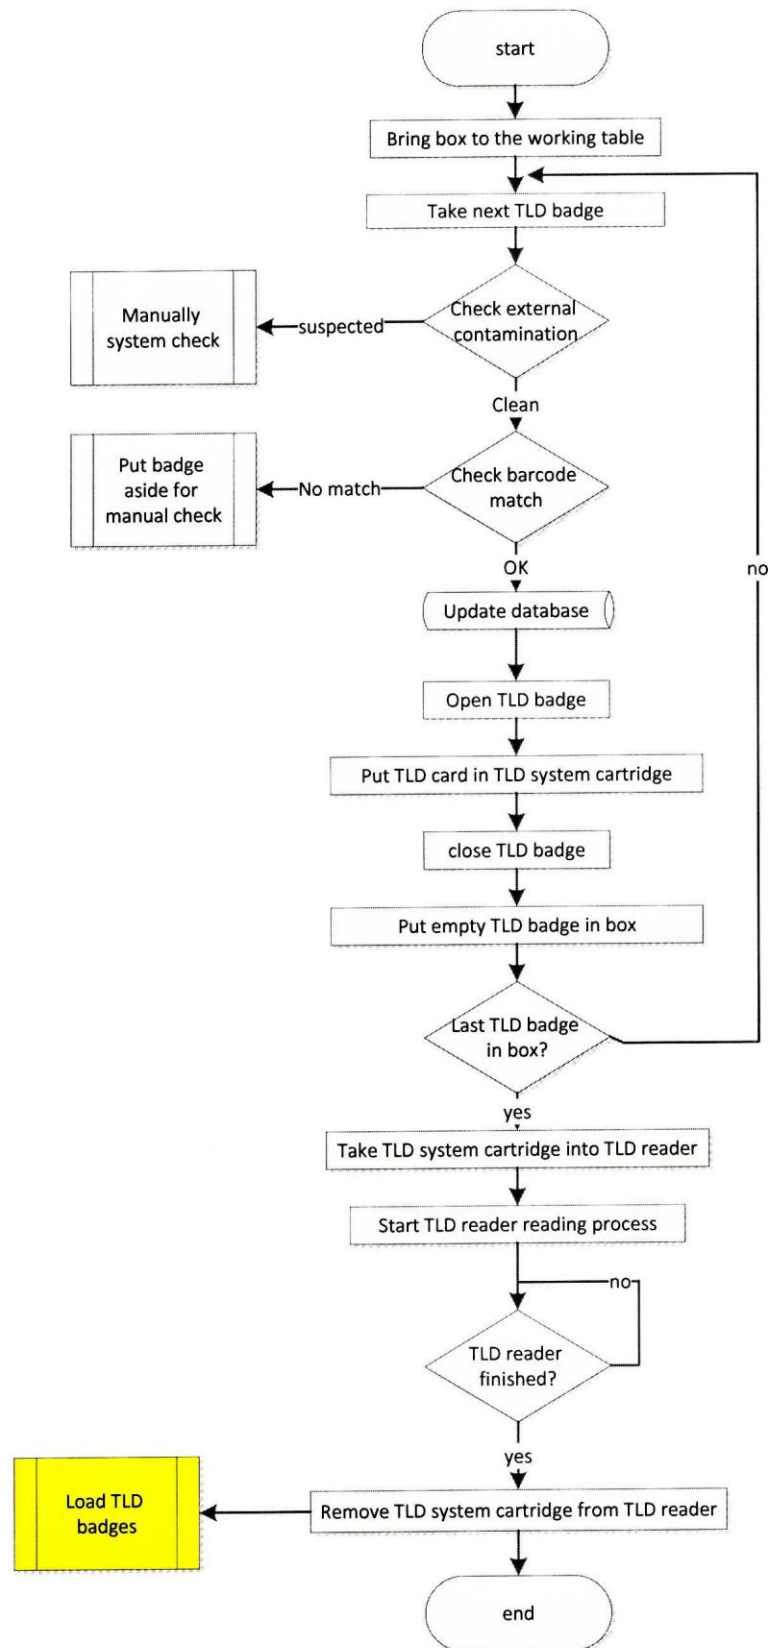 start
Bring box to the working table
Take next TLD badge
Manually
system check
suspected
Check external
contamination
Clean
Put badge
aside for
manual check
No match
Check barcode
match
OK
no
Update database
Open TLD badge
Put TLD card in TLD system cartridge
close TLD badge
Put empty TLD badge in box
Last TLD badge
in box?
yes
Take TLD system cartridge into TLD reader
Start TLD reader reading process
no
TLD reader
finished?
yes
Load TLD
badges
Remove TLD system cartridge from TLD reader
end